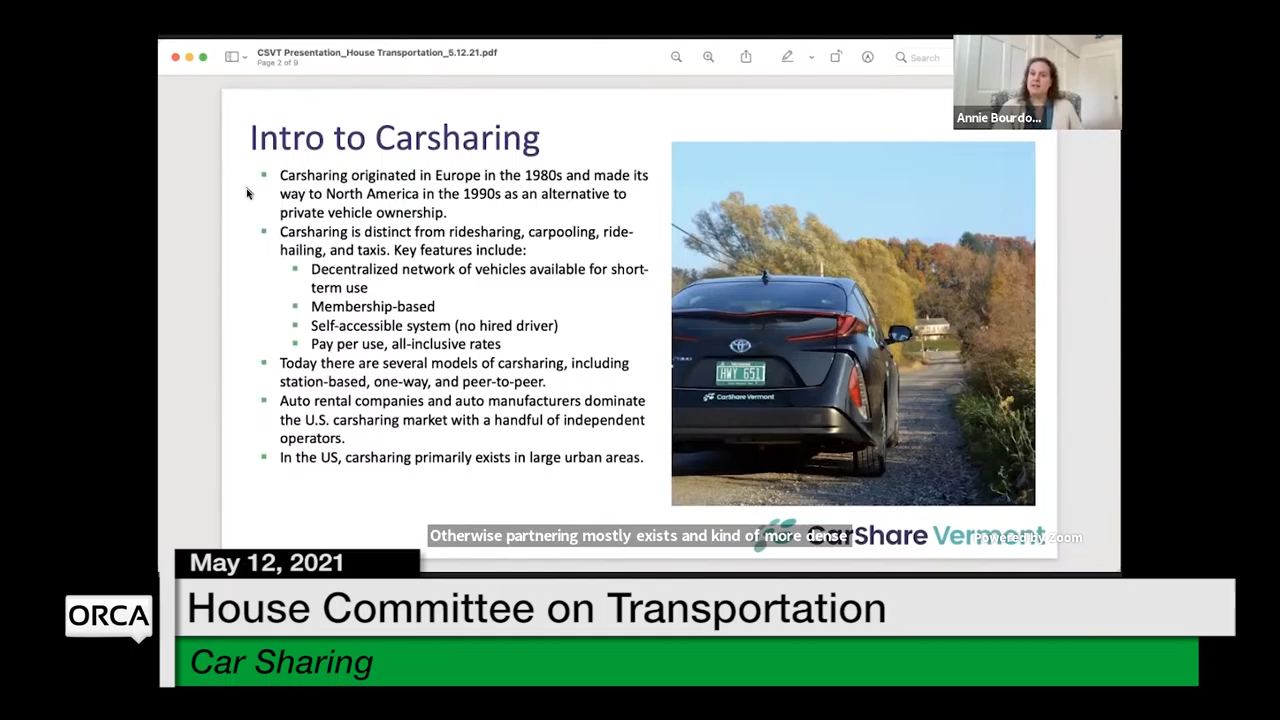 CSVT Presentation_House Transportation_5.12.21.pdf
Page 2 of 9
Search
Annie Bourdo...
Intro to Carsharing
Carsharing originated in Europe in the 1980s and made its
way to North America in the 1990s as an alternative to
private vehicle ownership.
Carsharing is distinct from ridesharing, carpooling, ride-
hailing, and taxis. Key features include:
Decentralized network of vehicles available for short-
term use
Membership-based
Self-accessible system (no hired driver)
Pay per use, all-inclusive rates
Today there are several models of carsharing, including
station-based, one-way, and peer-to-peer.
Auto rental companies and auto manufacturers dominate
the U.S. carsharing market with a handful of independent
operators.
In the US, carsharing primarily exists in large urban areas.
HWY 651
CarShare Vermont
Otherwise partnering mostly exists and kind of more dense
CarShare Vermont
Powered by Zoom
May 12, 2021
ORCA
House Committee on Transportation
Car Sharing